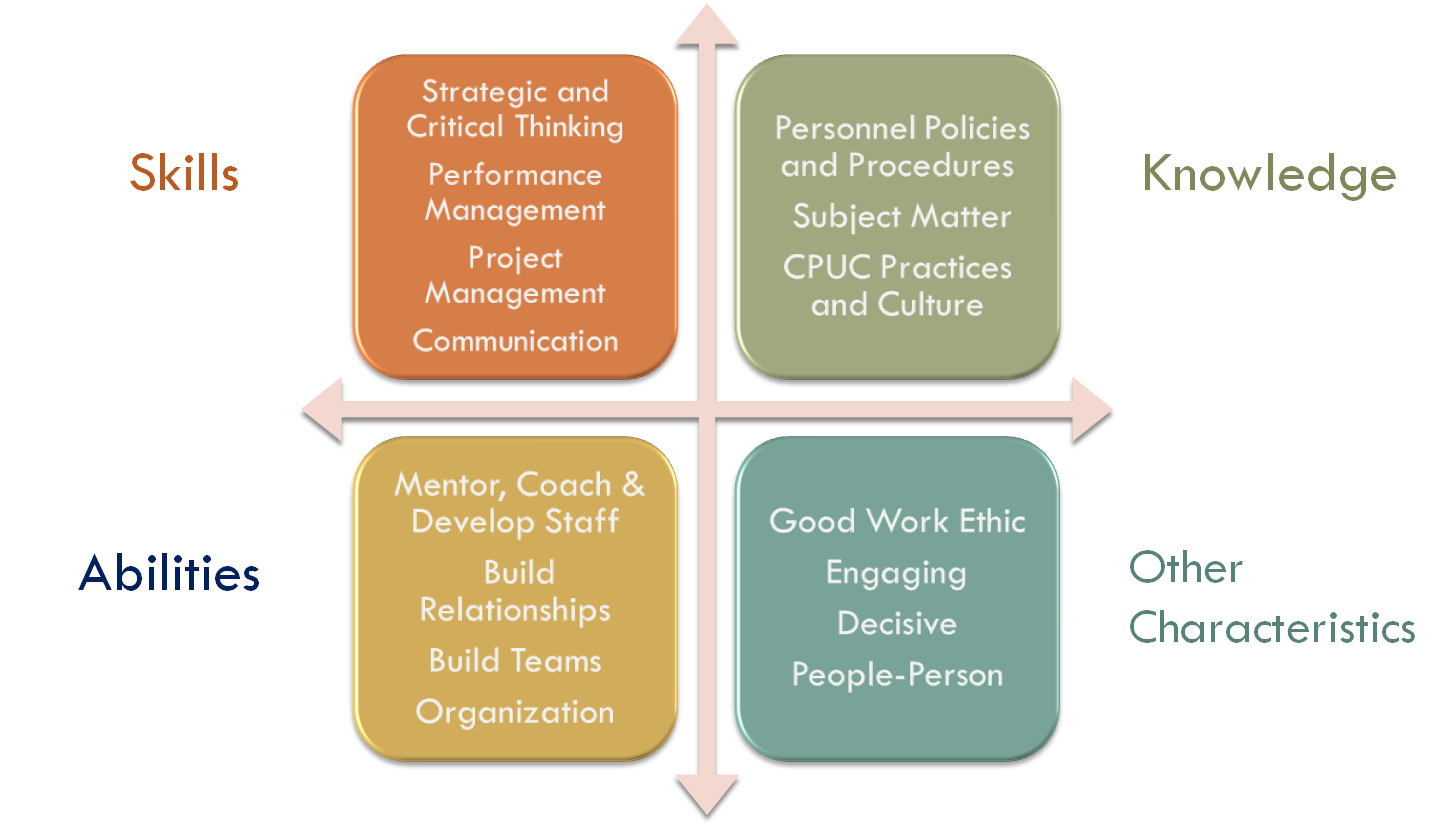 Skills
Strategic and
Critical Thinking
Performance
Management
Project
Management
Communication
Personnel Policies
and Procedures
Subject Matter
CPUC Practices
and Culture
Knowledge
Abilities
Mentor, Coach &
Develop Staff
Build
Relationships
Build Teams
Organization
Good Work Ethic
Engaging
Decisive
People-Person
Other
Characteristics